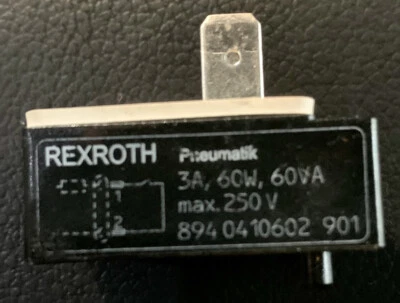 REXROTH Pneumatik
3A, 60W, 60VA
max. 250 V
894 0410602 901
1
2